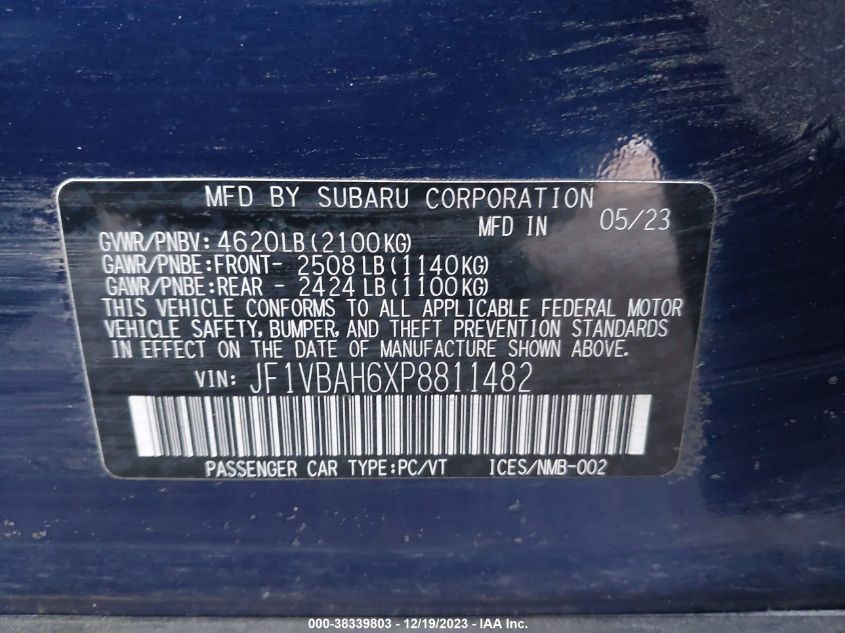 MFD BY SUBARU CORPORATION
MFD IN 05/23
GVWR/PNBV: 4620LB(2100KG)
GAWR/PNBE:FRONT- 2508 LB(1140KG)
GAWR/PNBE:REAR - 2424 LB(1100KG)
THIS VEHICLE CONFORMS TO ALL APPLICABLE FEDERAL MOTOR
VEHICLE SAFETY, BUMPER, AND THEFT PREVENTION STANDARDS
IN EFFECT ON THE DATE OF MANUFACTURE SHOWN ABOVE.
VIN: JF1VBAH6XP8811482
PASSENGER CAR TYPE:PC/VT ICES/NMB-002
000-38339803 - 12/19/2023 - IAA Inc.